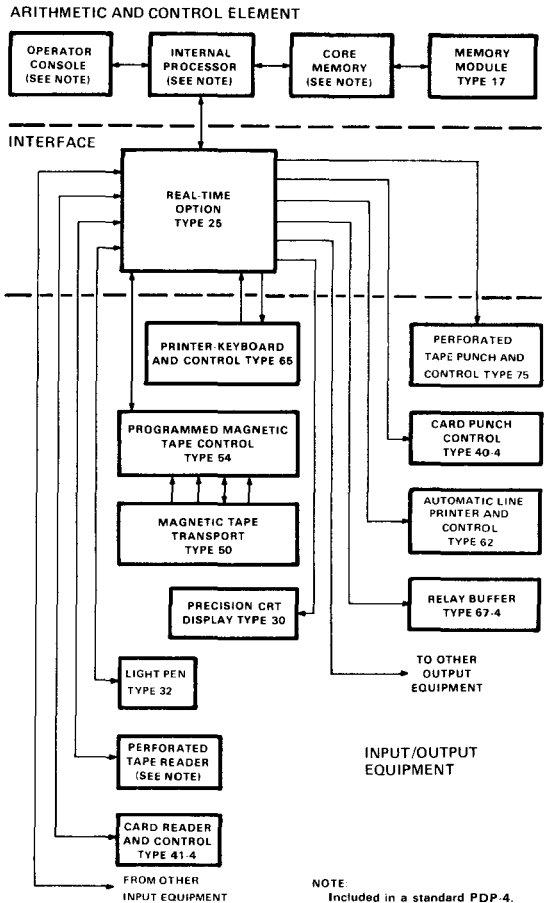 ARITHMETIC AND CONTROL ELEMENT
OPERATOR
CONSOLE
(SEE NOTE)
INTERNAL
PROCESSOR
(SEE NOTE)
CORE
MEMORY
(SEE NOTE)
MEMORY
MODULE
TYPE 17
INTERFACE
REAL-TIME
OPTION
TYPE 25
PRINTER-KEYBOARD
AND CONTROL TYPE 65
PERFORATED
TAPE PUNCH AND
CONTROL TYPE 75
PROGRAMMED MAGNETIC
TAPE CONTROL
TYPE 54
CARD PUNCH
CONTROL
TYPE 40-4
MAGNETIC TAPE
TRANSPORT
TYPE 50
AUTOMATIC LINE
PRINTER AND
CONTROL
TYPE 62
PRECISION CRT
DISPLAY TYPE 30
RELAY BUFFER
TYPE 67-4
TO OTHER
OUTPUT
EQUIPMENT
LIGHT PEN
TYPE 32
PERFORATED
TAPE READER
(SEE NOTE)
INPUT/OUTPUT
EQUIPMENT
CARD READER
AND CONTROL
TYPE 41-4
FROM OTHER
INPUT EQUIPMENT
NOTE:
Included in a standard PDP-4.